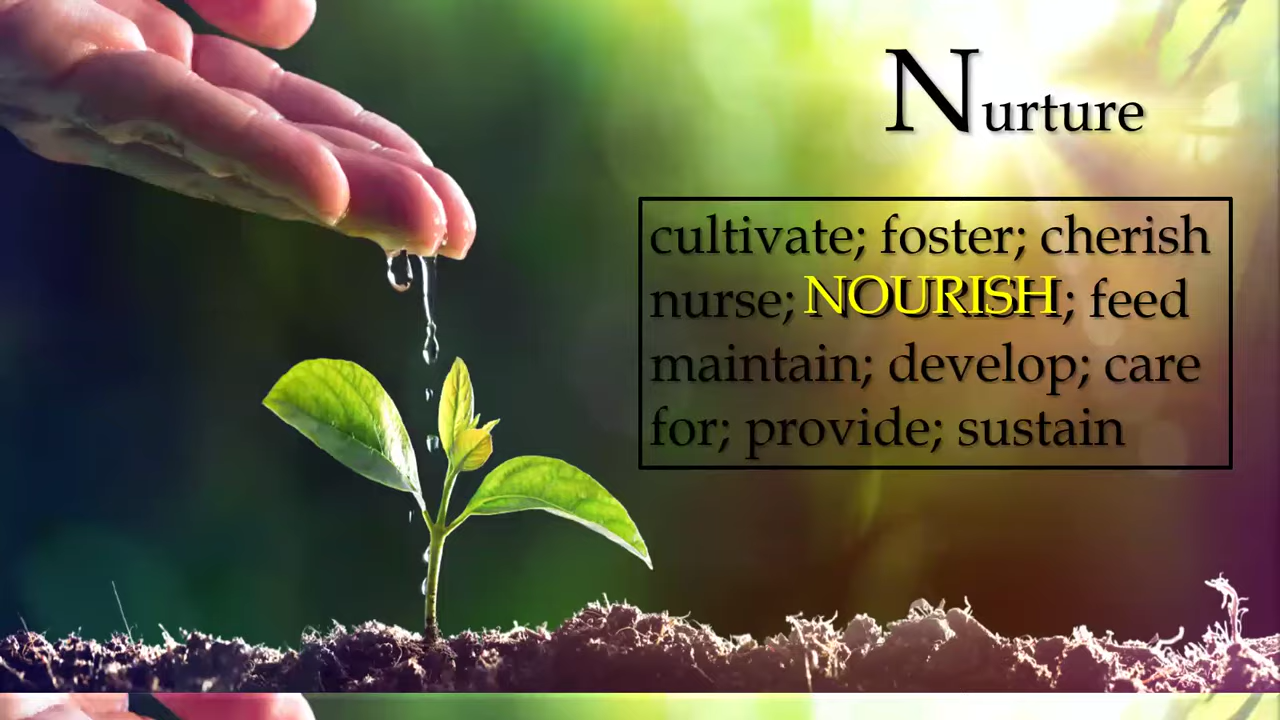 Nurture
cultivate; foster; cherish
nurse; NOURISH; feed
maintain; develop; care
for; provide; sustain